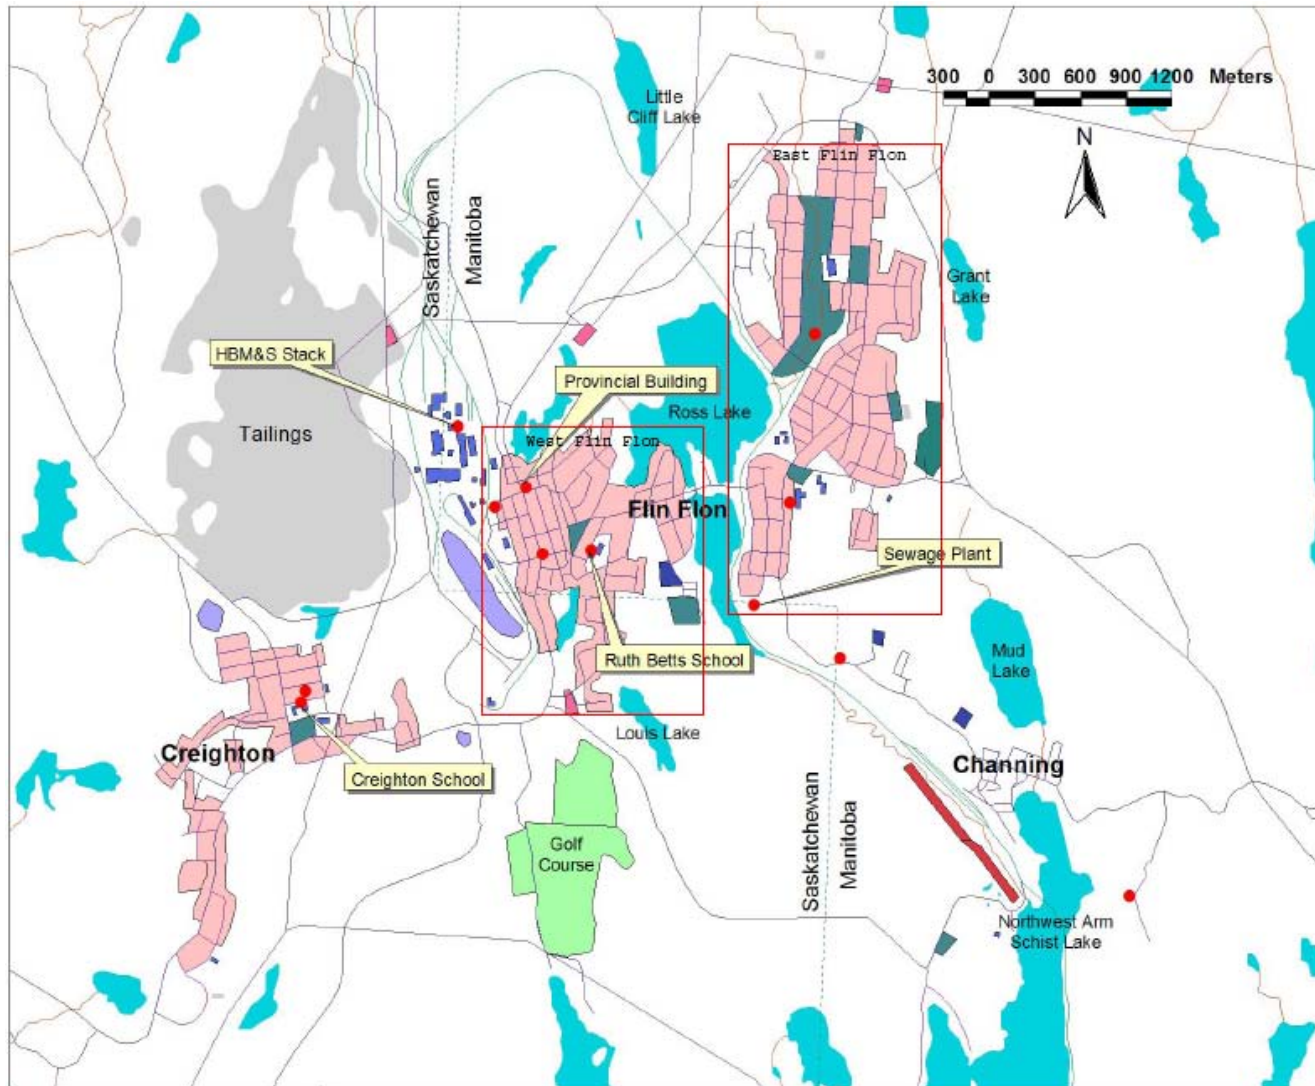 300 0 300 600 900 1200 Meters
Little
Cliff Lake
N
East Flin Flon
Saskatchewan
Manitoba
Grant
Lake
HBM&S Stack
Provincial Building
Ross Lake
Tailings
West Flin Flon
Flin Flon
Sewage Plant
Ruth Betts School
Mud
Lake
Louis Lake
Creighton
Creighton School
Channing
Saskatchewan
Manitoba
Golf
Course
Northwest Arm
Schist Lake